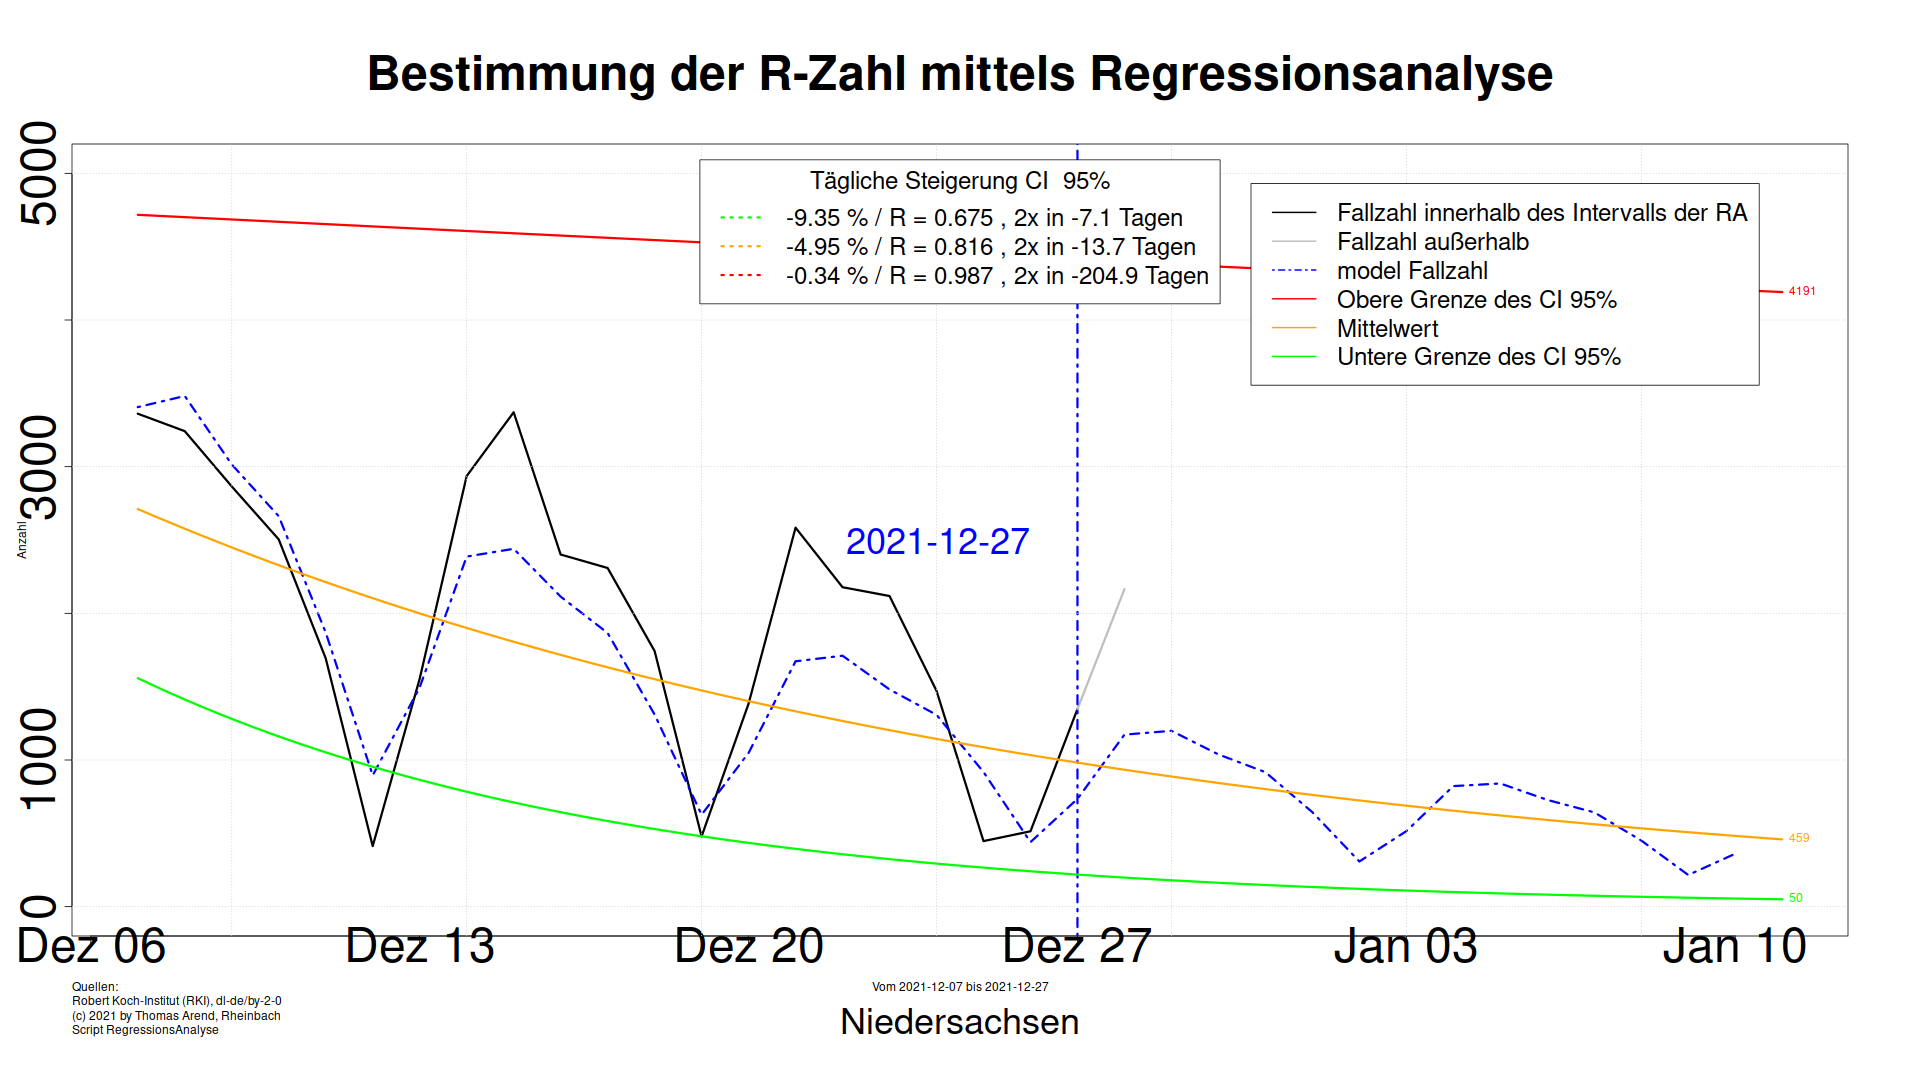 Bestimmung der R-Zahl mittels Regressionsanalyse
Anzahl
5000
3000
1000
0
Tägliche Steigerung CI 95%
-9.35 % / R = 0.675 , 2x in -7.1 Tagen
-4.95 % / R = 0.816 , 2x in -13.7 Tagen
-0.34 % / R = 0.987 , 2x in -204.9 Tagen
Fallzahl innerhalb des Intervalls der RA
Fallzahl außerhalb
model Fallzahl
Obere Grenze des CI 95%
Mittelwert
Untere Grenze des CI 95%
4191
2021-12-27
459
50
Dez 06 Dez 13 Dez 20 Dez 27 Jan 03 Jan 10
Quellen:
Robert Koch-Institut (RKI), dl-de/by-2-0
(c) 2021 by Thomas Arend, Rheinbach
Script RegressionsAnalyse
Vom 2021-12-07 bis 2021-12-27
Niedersachsen